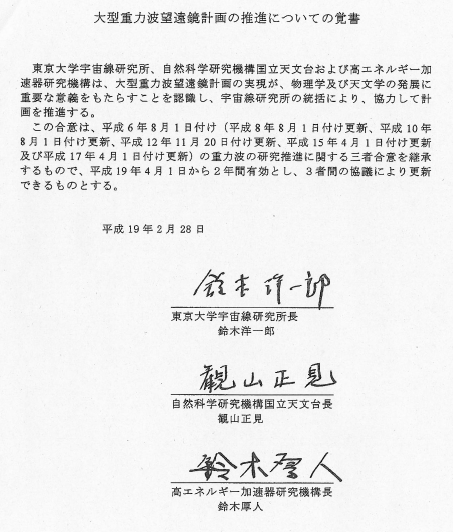 大型重力波望遠鏡計画の推進についての覚書
東京大学宇宙線研究所、自然科学研究機構国立天文台および高エネルギー加
速器研究機構は、大型重力波望遠鏡計画の実現が、物理学及び天文学の発展に
重要な意義をもたらすことを認識し、宇宙線研究所の統括により、協力して計
画を推進する。
この合意は、平成6年8月1日付け（平成8年8月1日付け更新、平成10年
8月1日付け更新、平成12年11月20日付け更新、平成15年4月1日付け更新
及び平成17年4月1日付け更新）の重力波の研究推進に関する三者合意を継承
するもので、平成19年4月1日から2年間有効とし、3者間の協議により更新
できるものとする。
平成19年2月28日
鈴木洋一郎
東京大学宇宙線研究所長
鈴木洋一郎
観山正見
自然科学研究機構国立天文台長
観山正見
鈴木厚人
高エネルギー加速器研究機構長
鈴木厚人